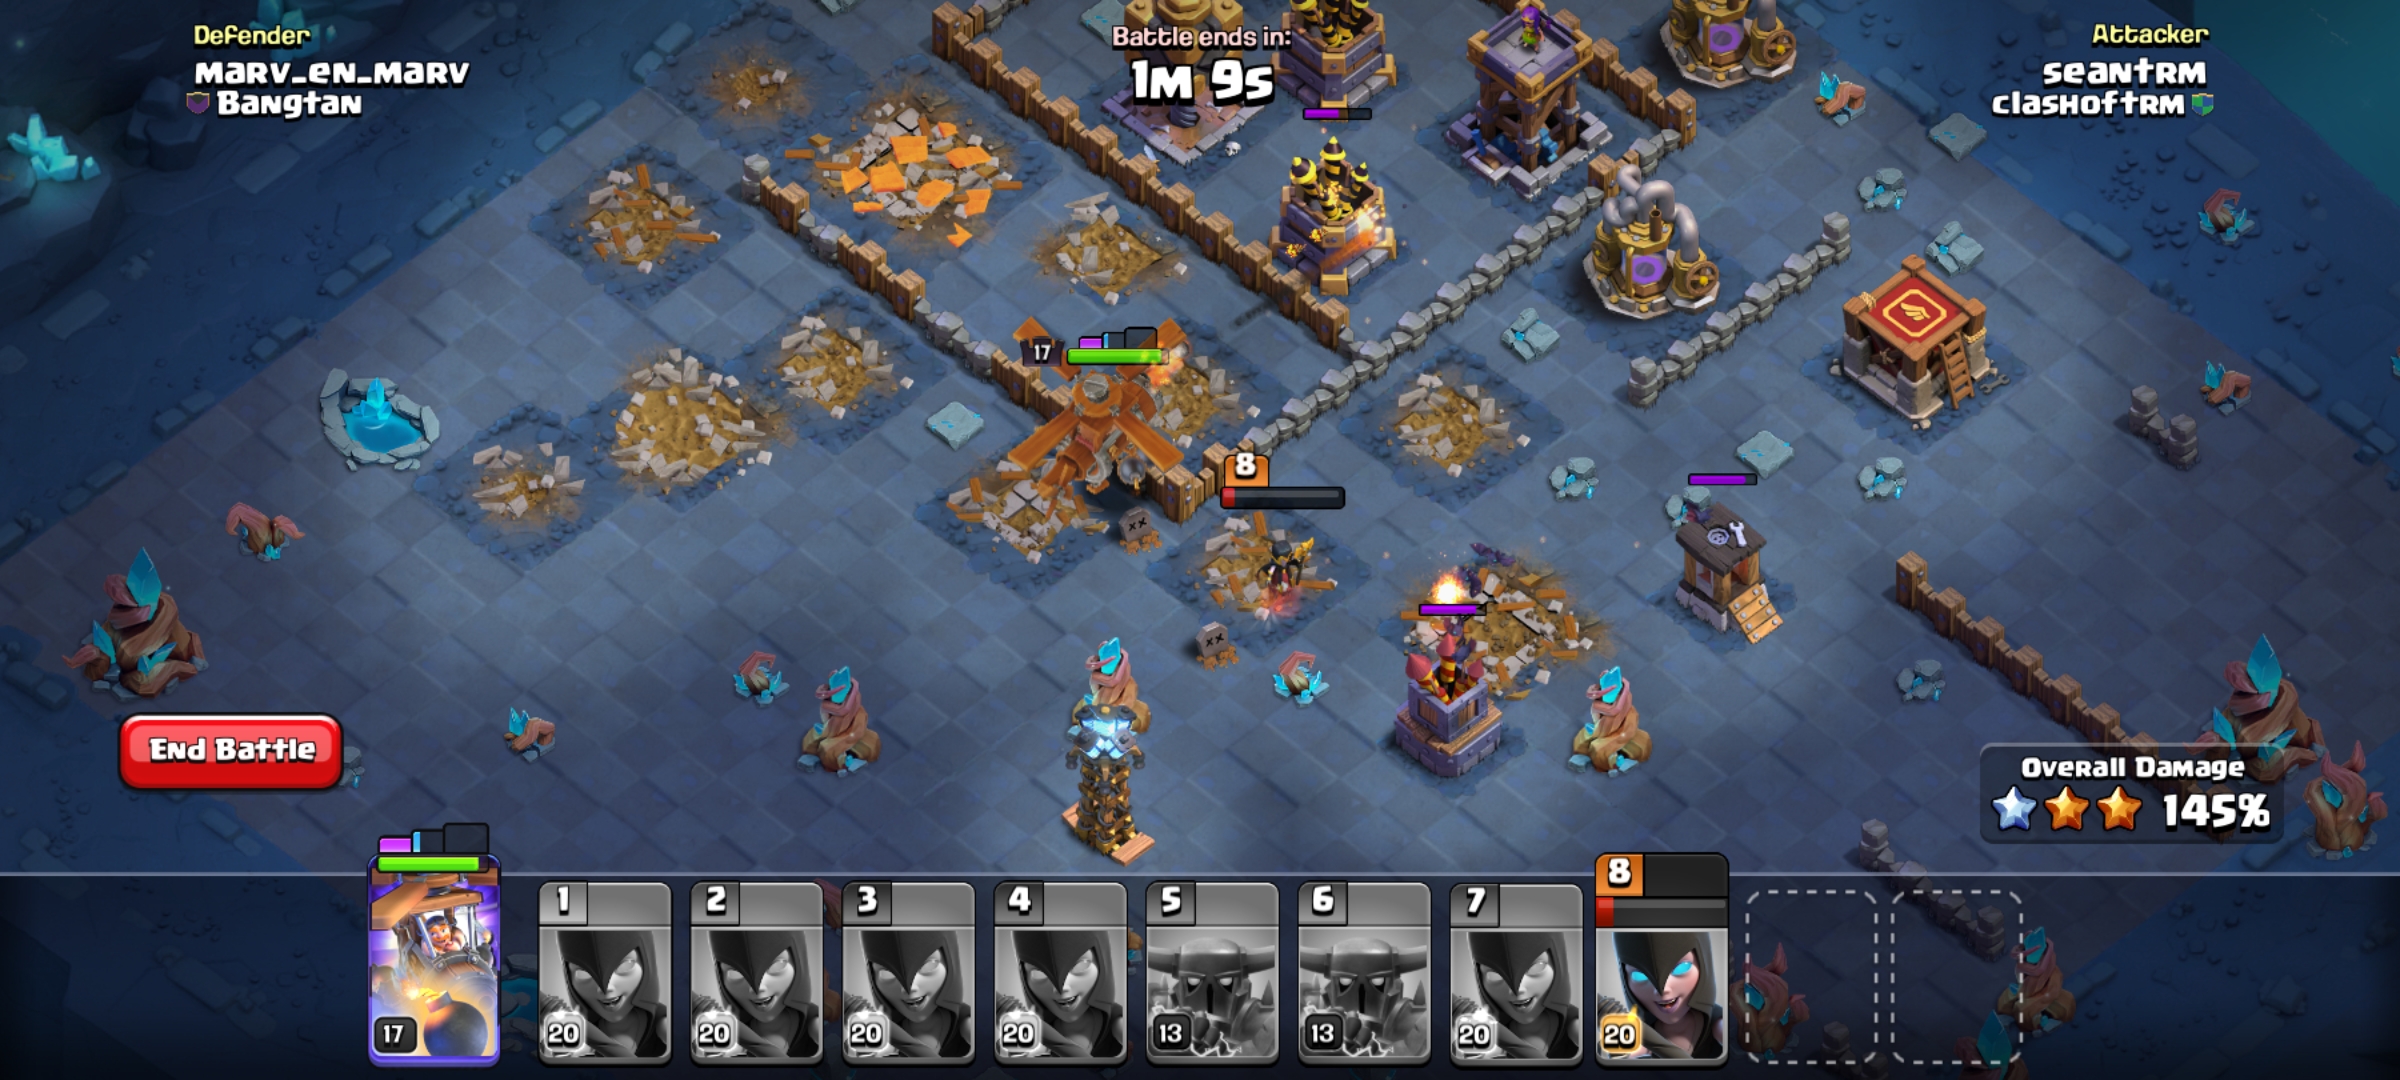 Defender
marv_en_marv
Bangtan
Battle ends in:
1M 9S
Attacker
seantrm
clashoftrm
17
8
End Battle
Overall Damage
145%
17
1
20
2
20
3
20
4
20
5
13
6
13
7
20
8
20